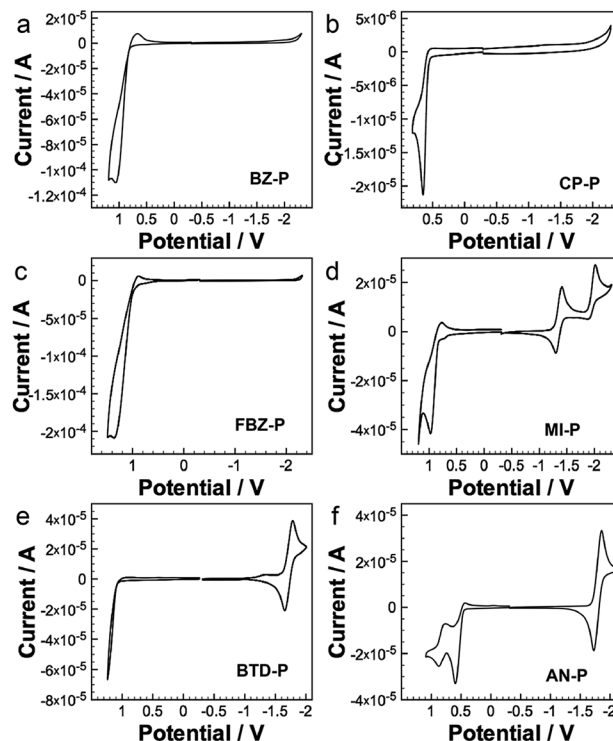 a
Current / A
2x10⁻⁵
0
-2x10⁻⁵
-4x10⁻⁵
-6x10⁻⁵
-8x10⁻⁵
-1x10⁻⁴
-1.2x10⁻⁴
BZ-P
1 0.5 0 -0.5 -1 -1.5 -2
Potential / V
b
Current / A
5x10⁻⁶
0
-5x10⁻⁶
-1x10⁻⁵
-1.5x10⁻⁵
-2x10⁻⁵
CP-P
0.5 0 -0.5 -1 -1.5 -2
Potential / V
c
Current / A
0
-5x10⁻⁵
-1x10⁻⁴
-1.5x10⁻⁴
-2x10⁻⁴
FBZ-P
1 0 -1 -2
Potential / V
d
Current / A
2x10⁻⁵
0
-2x10⁻⁵
-4x10⁻⁵
MI-P
1 0.5 0 -0.5 -1 -1.5 -2
Potential / V
e
Current / A
4x10⁻⁵
2x10⁻⁵
0
-2x10⁻⁵
-4x10⁻⁵
-6x10⁻⁵
-8x10⁻⁵
BTD-P
1 0.5 0 -0.5 -1 -1.5 -2
Potential / V
f
Current / A
4x10⁻⁵
2x10⁻⁵
0
-2x10⁻⁵
-4x10⁻⁵
AN-P
1 0.5 0 -0.5 -1 -1.5 -2
Potential / V